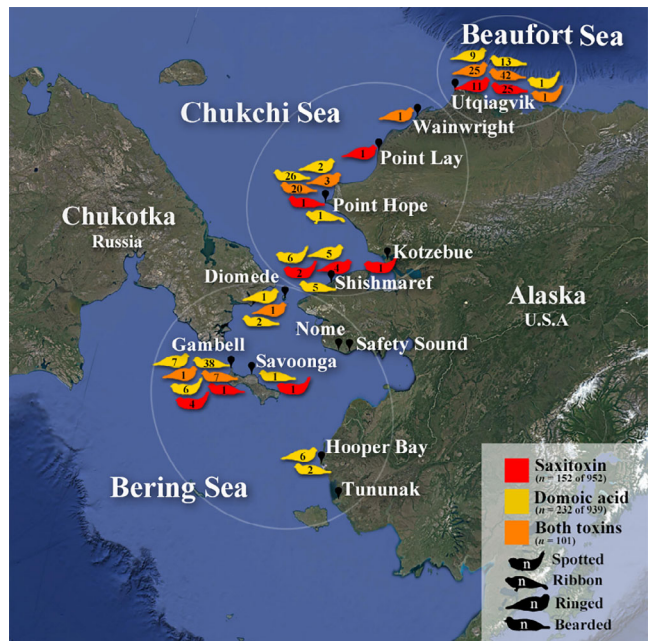 Beaufort Sea
9
13
25
42
1
11
25
1
Utqiagvik
Chukchi Sea
1
Wainwright
1
Point Lay
2
26
3
20
1
Point Hope
1
Chukotka
Russia
6
5
Kotzebue
2
1
Diomede
Shishmaref
5
Alaska
U.S.A
1
1
2
Nome
Safety Sound
Gambell
Savoonga
7
38
1
7
1
6
1
1
4
Hooper Bay
6
2
Bering Sea
Tununak
Saxitoxin
(n = 152 of 952)
Domoic acid
(n = 232 of 939)
Both toxins
(n = 101)
n Spotted
n Ribbon
n Ringed
n Bearded